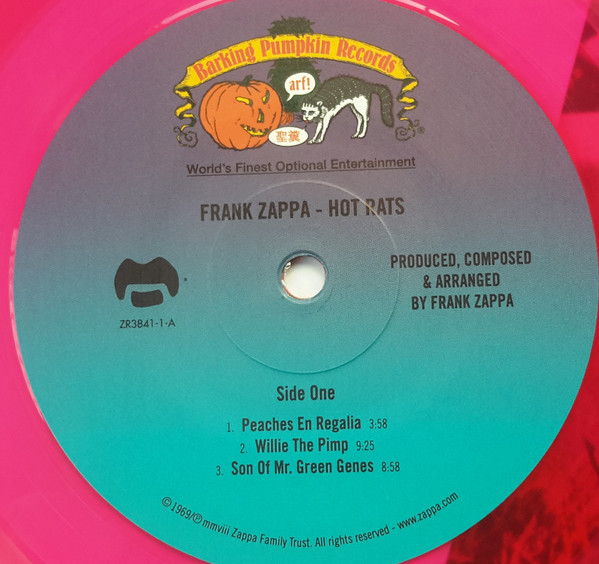 Barking Pumpkin Records
arf!
聖糞
World's Finest Optional Entertainment
FRANK ZAPPA - HOT RATS
PRODUCED, COMPOSED
& ARRANGED
BY FRANK ZAPPA
ZR3841-1-A
Side One
1. Peaches En Regalia 3:58
2. Willie The Pimp 9:25
3. Son Of Mr. Green Genes 8:58
©1969/℗mmviii Zappa Family Trust. All rights reserved - www.zappa.com